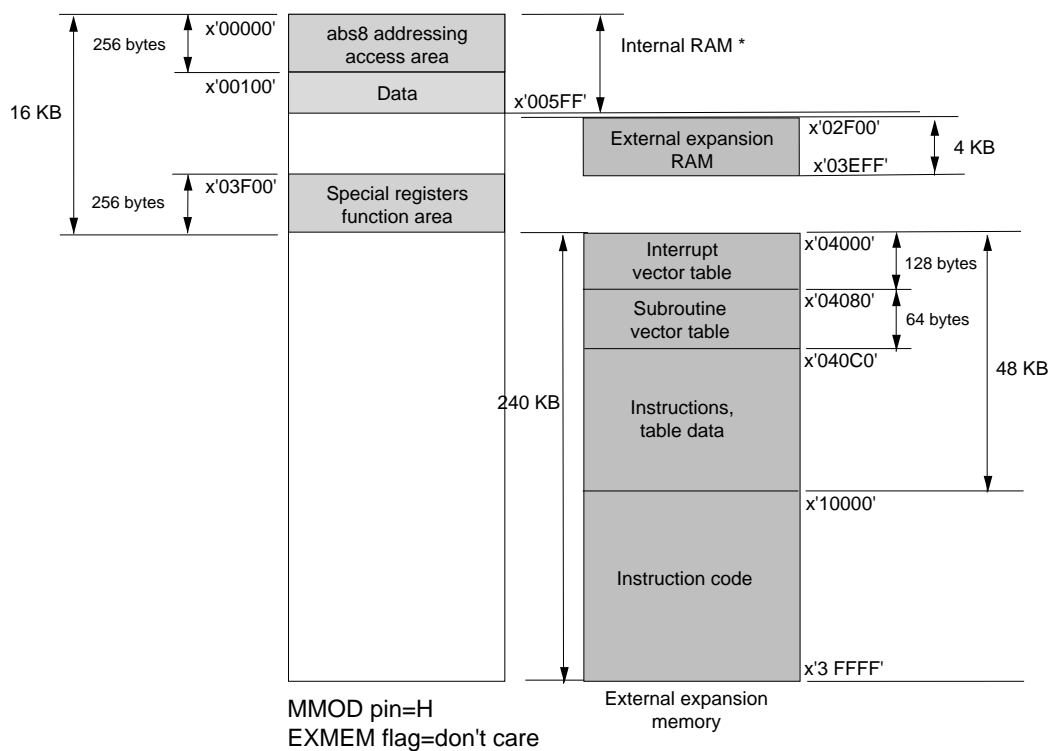 x'00000'
256 bytes
abs8 addressing
access area
Internal RAM *
x'00100'
Data
x'005FF'
16 KB
x'02F00'
External expansion
RAM
4 KB
x'03EFF'
x'03F00'
256 bytes
Special registers
function area
x'04000'
Interrupt
vector table
128 bytes
x'04080'
Subroutine
vector table
64 bytes
x'040C0'
48 KB
240 KB
Instructions,
table data
x'10000'
Instruction code
x'3 FFFF'
External expansion
memory
MMOD pin=H
EXMEM flag=don't care